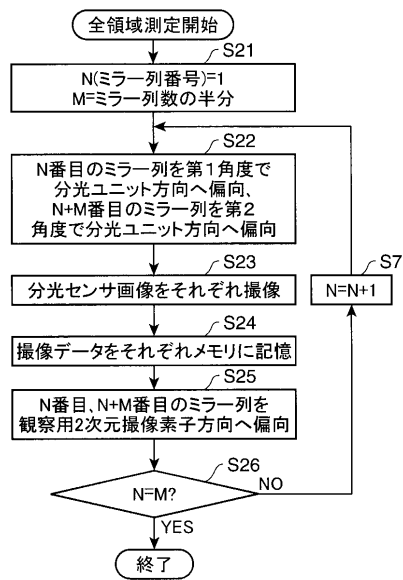 全領域測定開始
S21
N(ミラー列番号)=1
M=ミラー列数の半分
S22
N番目のミラー列を第1角度で
分光ユニット方向へ偏向、
N+M番目のミラー列を第2
角度で分光ユニット方向へ偏向
S23
分光センサ画像をそれぞれ撮像
S7
N=N+1
S24
撮像データをそれぞれメモリに記憶
S25
N番目、N+M番目のミラー列を
観察用2次元撮像素子方向へ偏向
S26
N=M?
NO
YES
終了